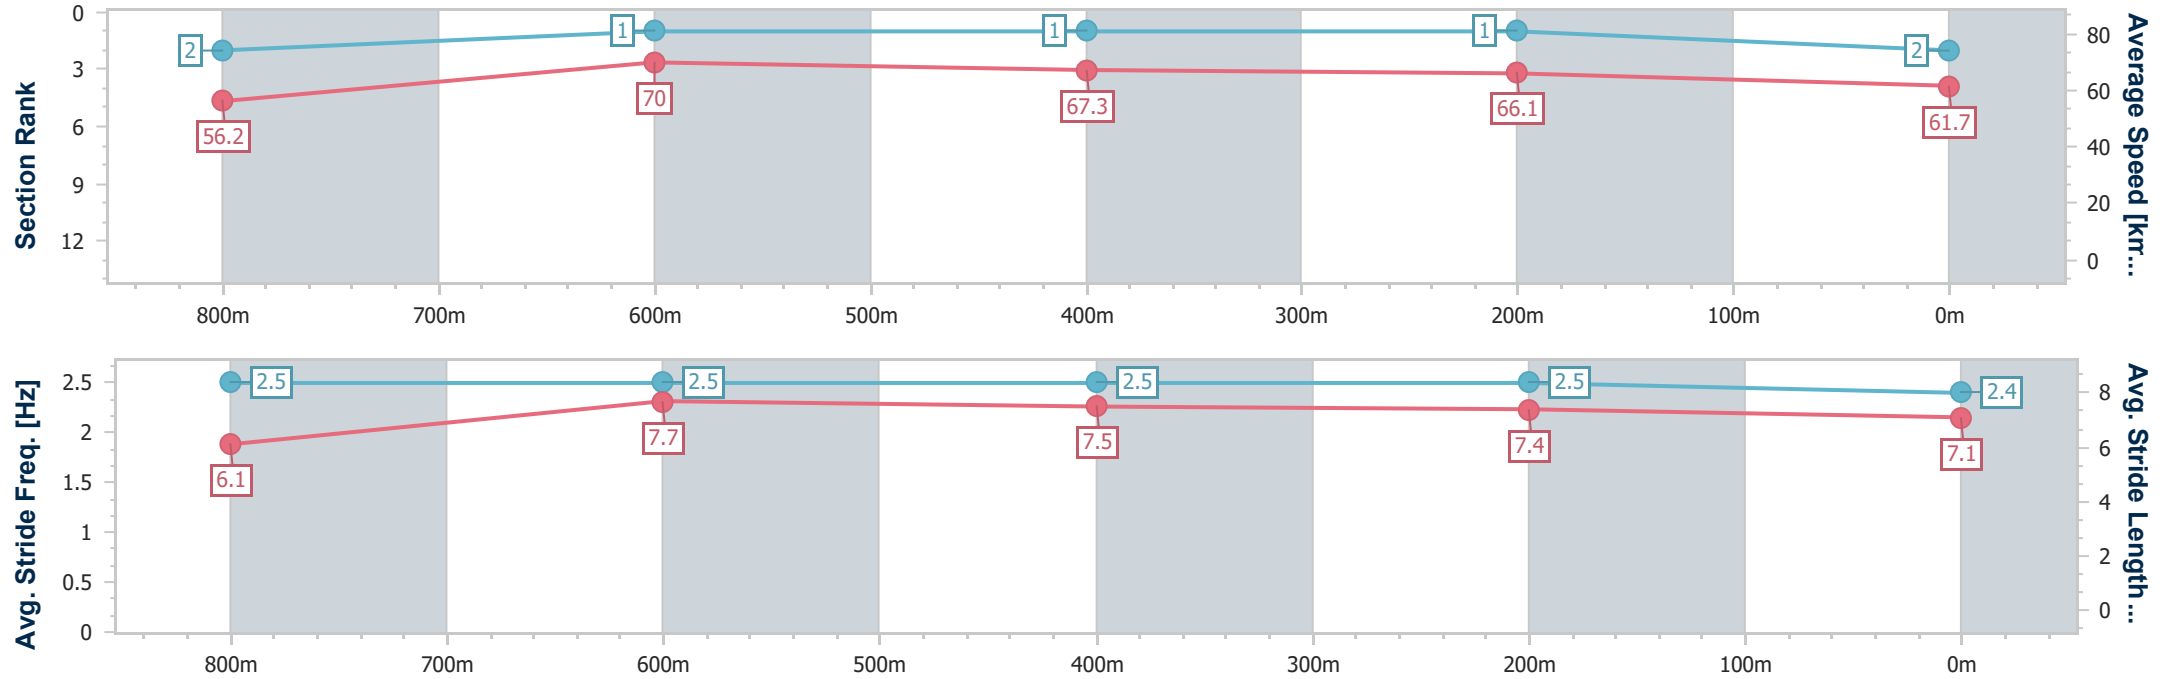 Section Rank
0
3
6
9
12
2
1
1
1
2
56.2
70
67.3
66.1
61.7
80
60
40
20
0
Average Speed [km...
800m
700m
600m
500m
400m
300m
200m
100m
0m
Avg. Stride Freq. [Hz]
2.5
2
1.5
1
0.5
0
2.5
2.5
2.5
2.5
2.4
6.1
7.7
7.5
7.4
7.1
8
6
4
2
0
Avg. Stride Length...
800m
700m
600m
500m
400m
300m
200m
100m
0m